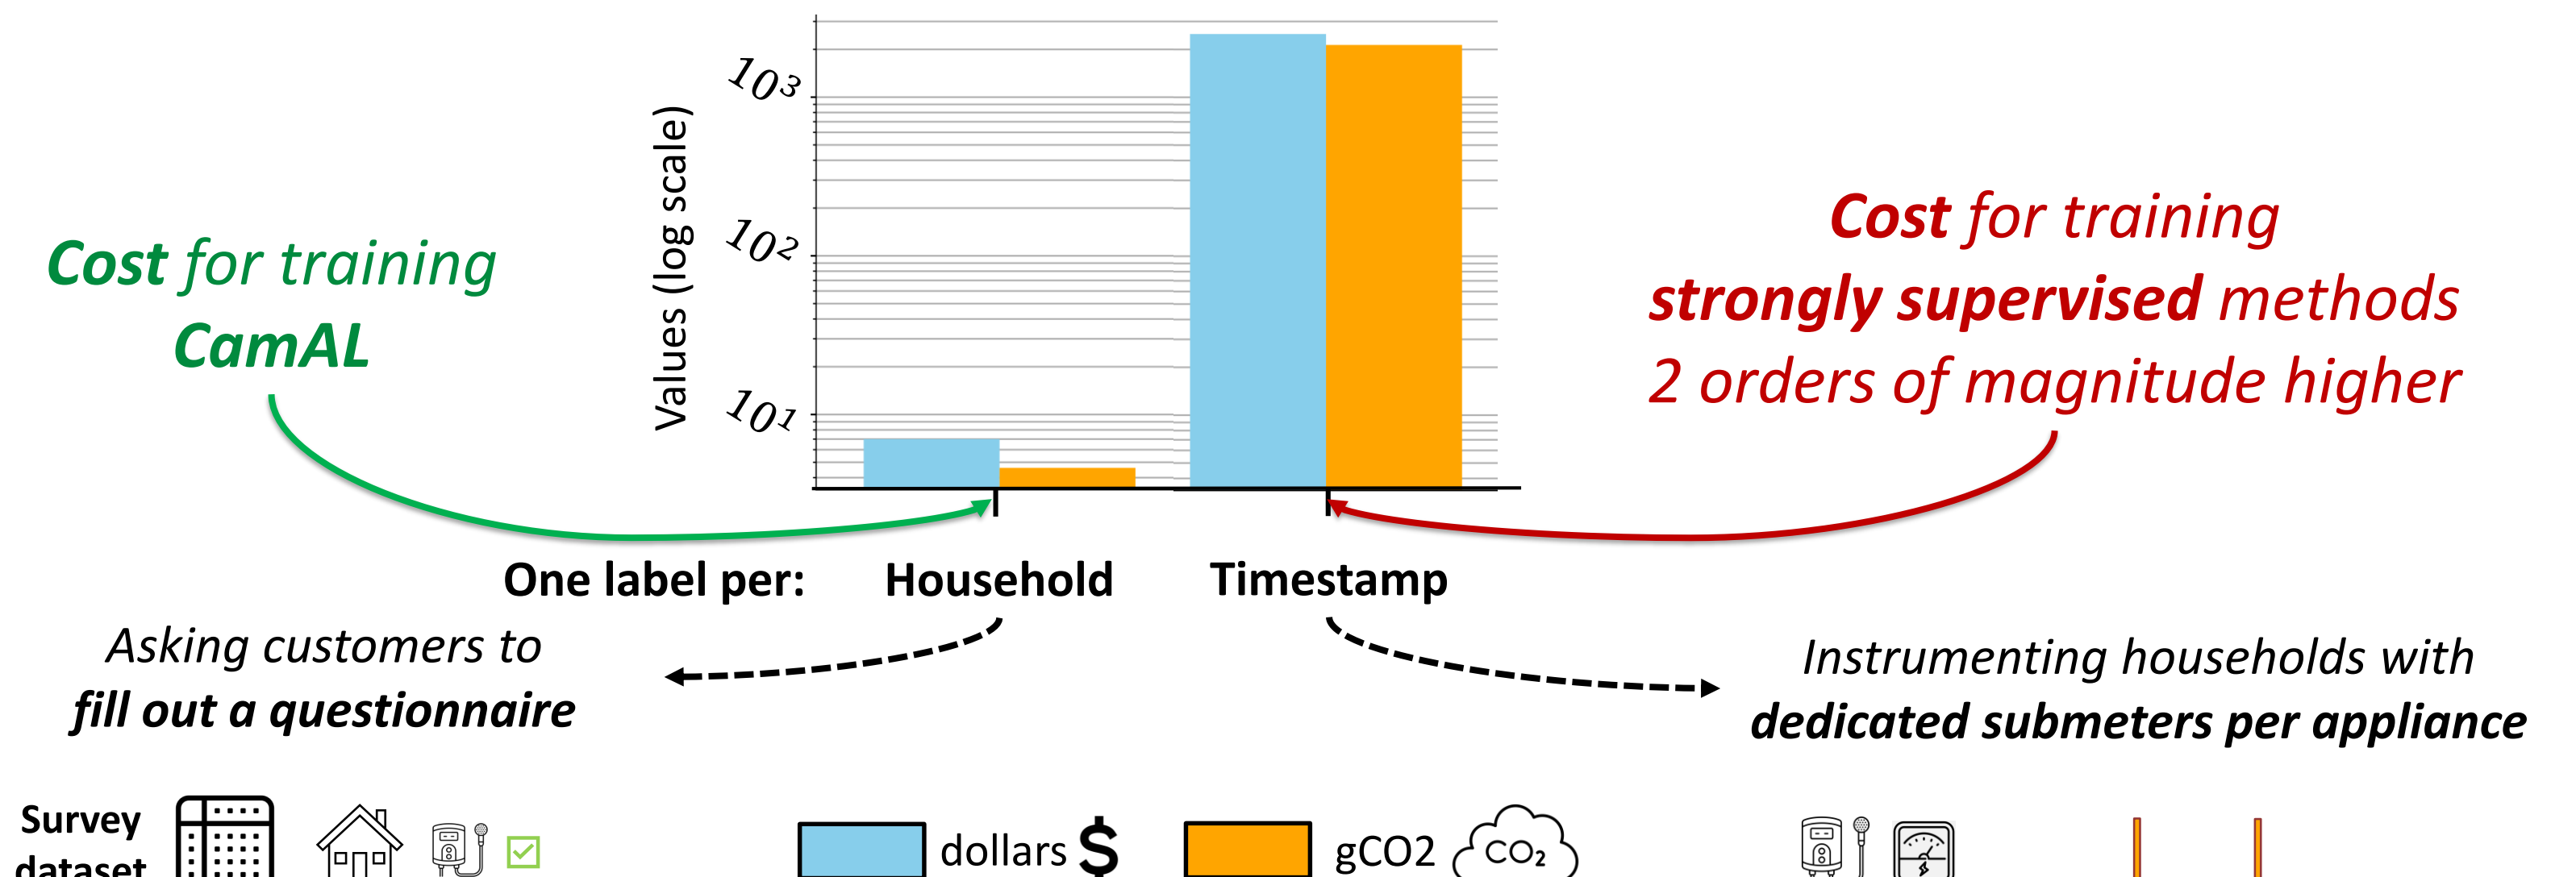 10³
10²
10¹
Values (log scale)
Cost for training
CamAL
Cost for training
strongly supervised methods
2 orders of magnitude higher
One label per: Household Timestamp
Asking customers to
fill out a questionnaire
Instrumenting households with
dedicated submeters per appliance
Survey
dataset
dollars $
gCO2
CO₂